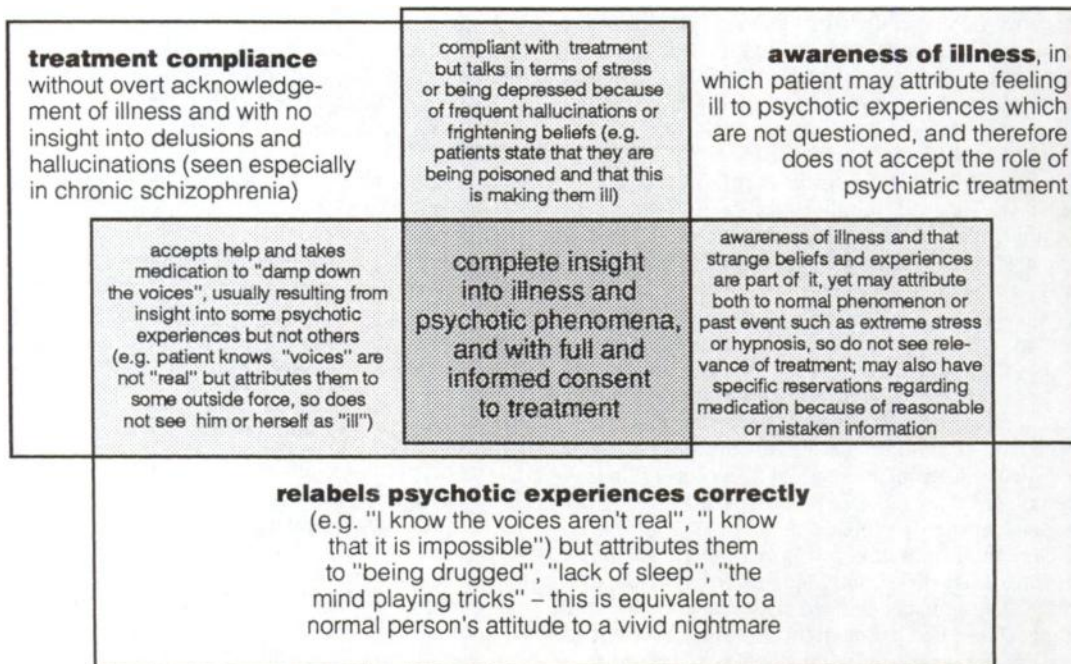 treatment compliance
without overt acknowledge-
ment of illness and with no
insight into delusions and
hallucinations (seen especially
in chronic schizophrenia)
compliant with treatment
but talks in terms of stress
or being depressed because
of frequent hallucinations or
frightening beliefs (e.g.
patients state that they are
being poisoned and that this
is making them ill)
awareness of illness, in
which patient may attribute feeling
ill to psychotic experiences which
are not questioned, and therefore
does not accept the role of
psychiatric treatment
accepts help and takes
medication to "damp down
the voices", usually resulting from
insight into some psychotic
experiences but not others
(e.g. patient knows "voices" are
not "real" but attributes them to
some outside force, so does
not see him or herself as "ill")
complete insight
into illness and
psychotic phenomena,
and with full and
informed consent
to treatment
awareness of illness and that
strange beliefs and experiences
are part of it, yet may attribute
both to normal phenomenon or
past event such as extreme stress
or hypnosis, so do not see rele-
vance of treatment; may also have
specific reservations regarding
medication because of reasonable
or mistaken information
relabels psychotic experiences correctly
(e.g. "I know the voices aren't real", "I know
that it is impossible") but attributes them
to "being drugged", "lack of sleep", "the
mind playing tricks" – this is equivalent to a
normal person's attitude to a vivid nightmare